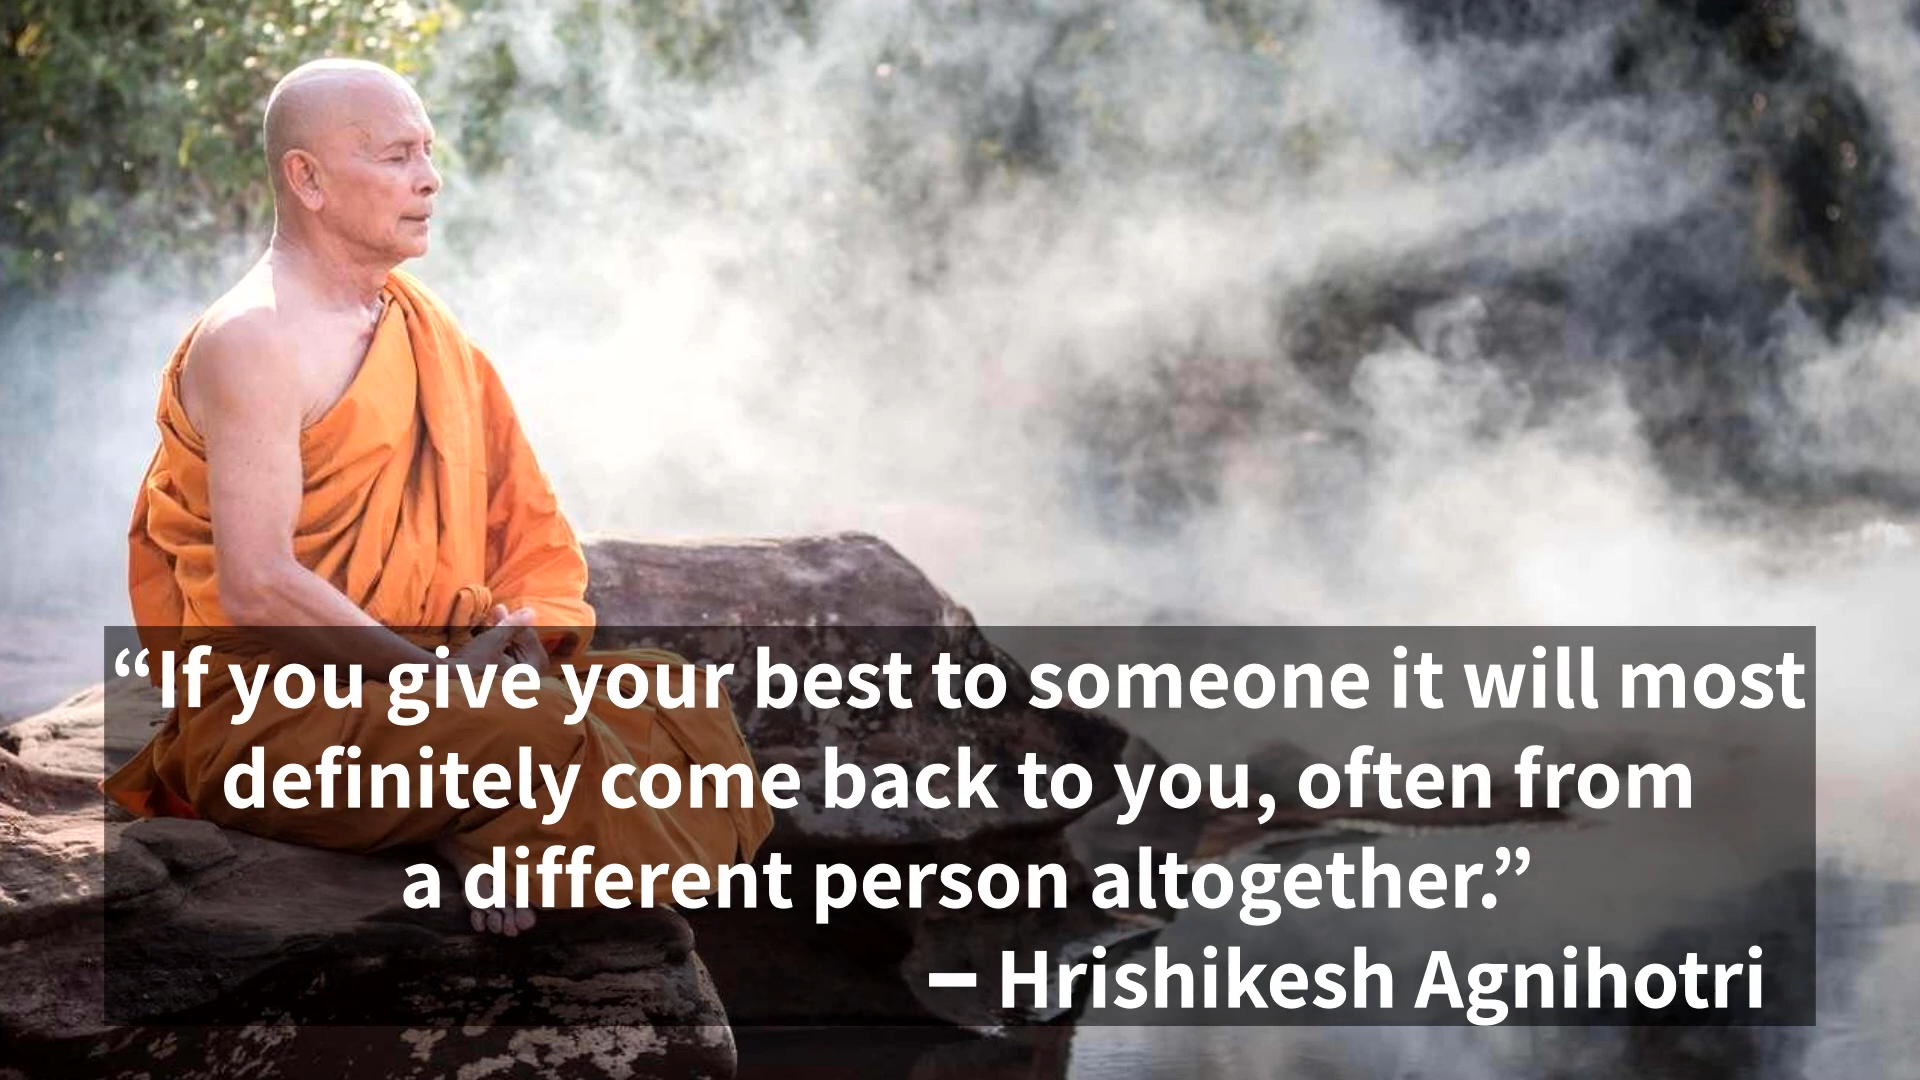 “If you give your best to someone it will most
definitely come back to you, often from
a different person altogether.”
– Hrishikesh Agnihotri